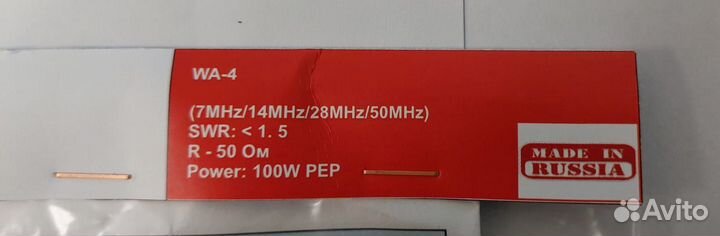 WA-4
(7MHz/14MHz/28MHz/50MHz)
SWR: < 1. 5
R - 50 Ом
Power: 100W PEP
MADE IN
RUSSIA
Avito